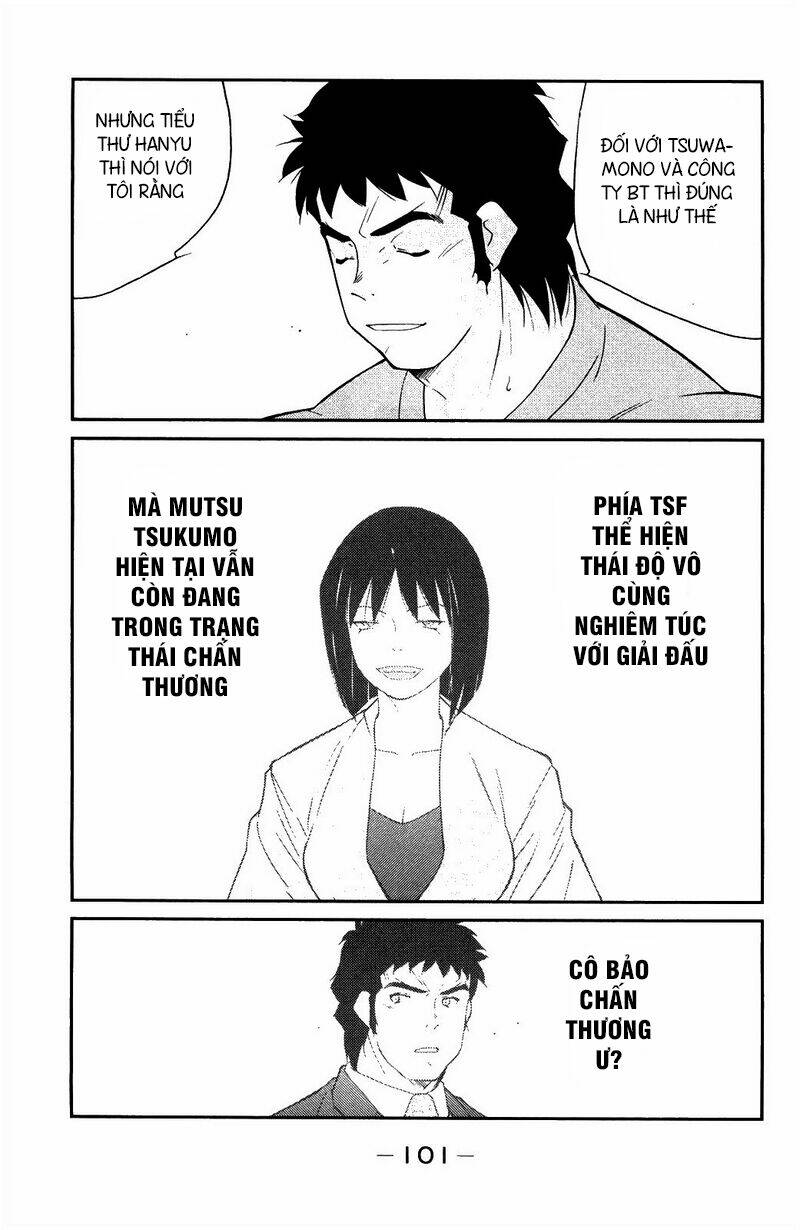 ĐỐI VỚI TSUWA-
MONO VÀ CÔNG
TY BT THÌ ĐÚNG
LÀ NHƯ THẾ
NHƯNG TIỂU
THƯ HANYU
THÌ NÓI VỚI
TÔI RẰNG
PHÍA TSF
THỂ HIỆN
THÁI ĐỘ VÔ
CÙNG
NGHIÊM TÚC
VỚI GIẢI ĐẤU
MÀ MUTSU
TSUKUMO
HIỆN TẠI VẪN
CÒN ĐANG
TRONG TRẠNG
THÁI CHẤN
THƯƠNG
CÔ BẢO
CHẤN
THƯƠNG
Ư?
— 101 —